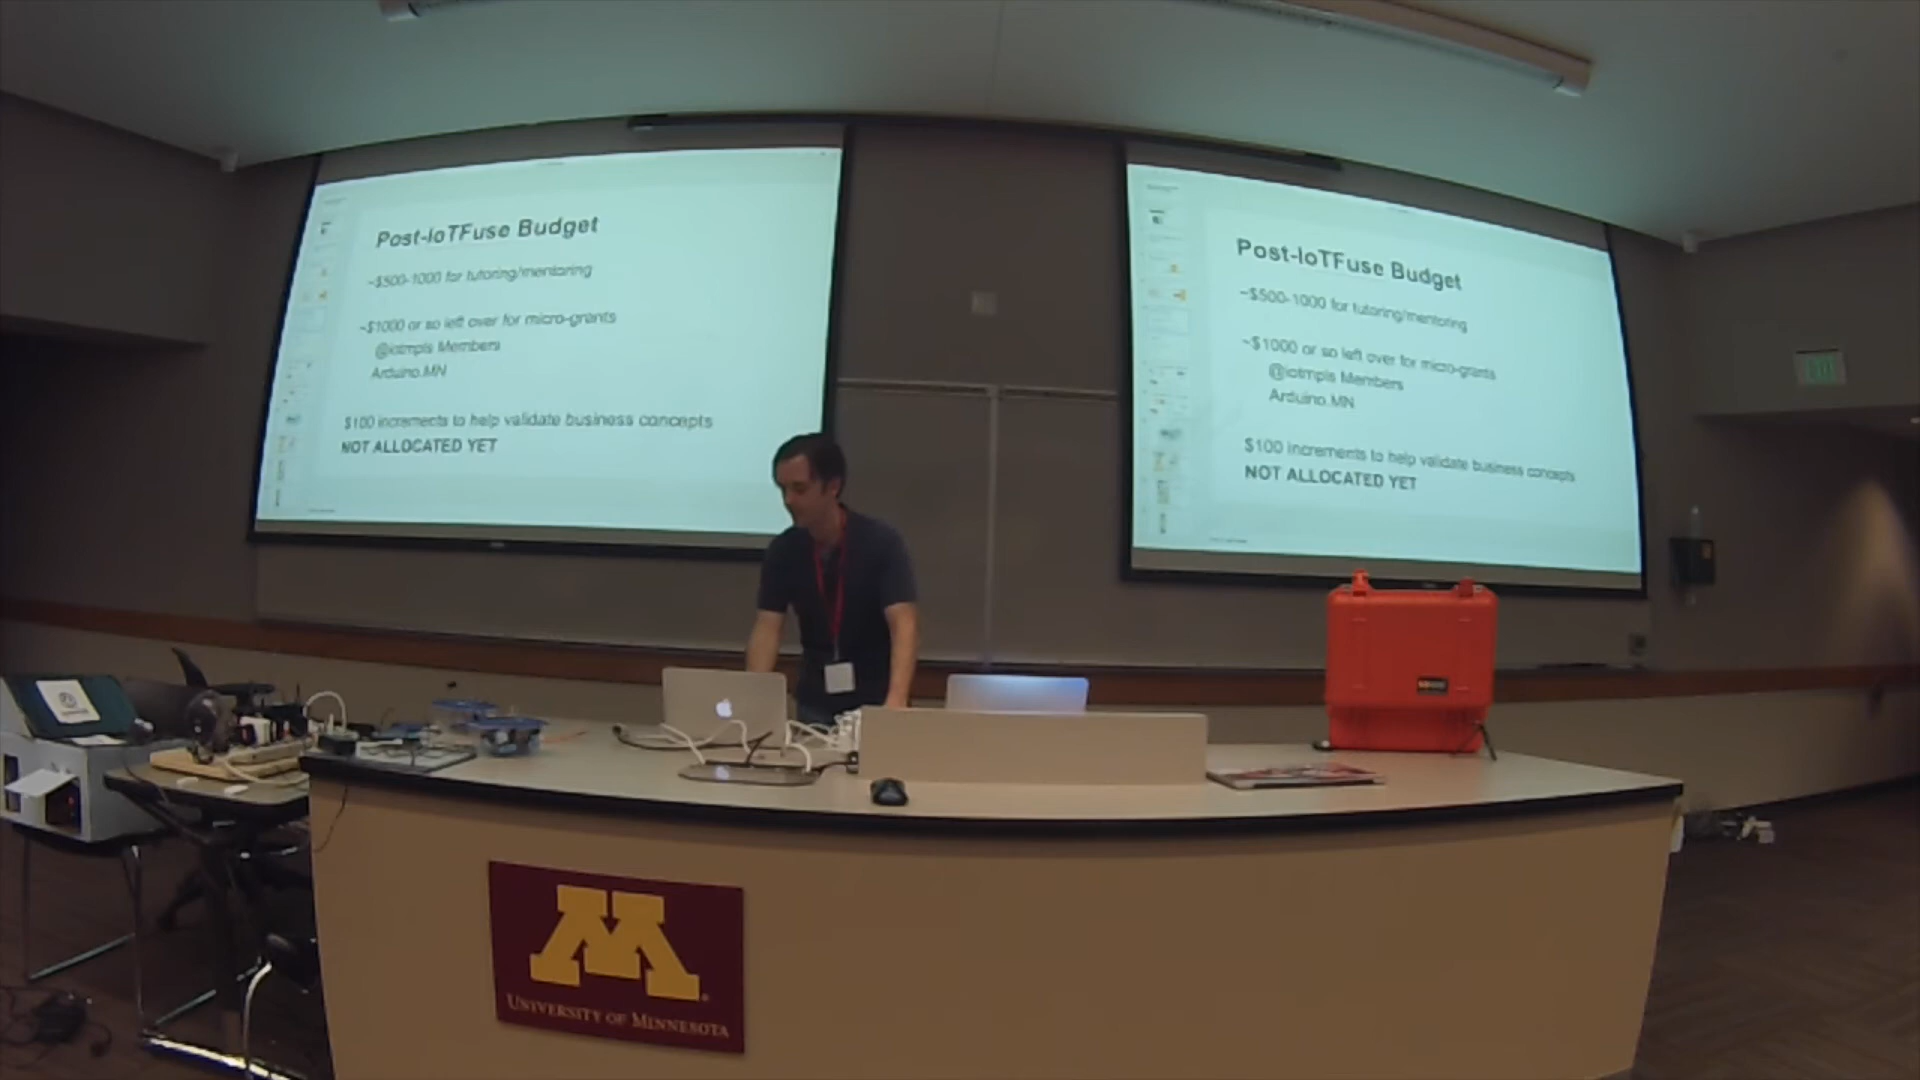 Post-IoTFuse Budget
~$500-1000 for tutoring/mentoring
~$1000 or so left over for micro-grants
@iotmpls Members
Arduino.MN
$100 increments to help validate business concepts
NOT ALLOCATED YET
Post-IoTFuse Budget
~$500-1000 for tutoring/mentoring
~$1000 or so left over for micro-grants
@iotmpls Members
Arduino.MN
$100 increments to help validate business concepts
NOT ALLOCATED YET
M
UNIVERSITY OF MINNESOTA